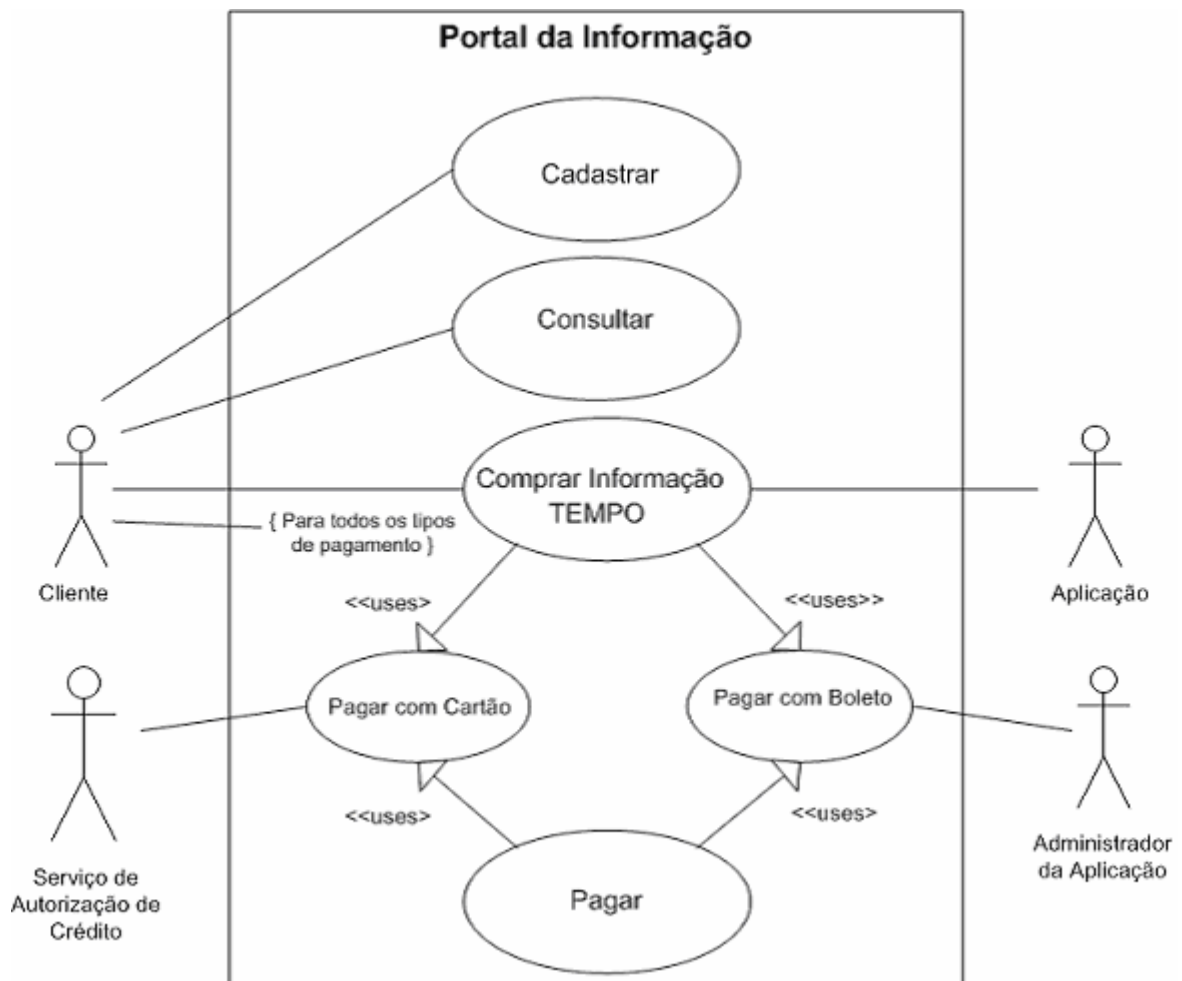 Portal da Informação
Cadastrar
Consultar
Comprar Informação
TEMPO
{ Para todos os tipos
de pagamento }
Cliente
Aplicação
<<uses>
<<uses>>
Pagar com Cartão
Pagar com Boleto
<<uses>
<<uses>
Pagar
Serviço de
Autorização de
Crédito
Administrador
da Aplicação